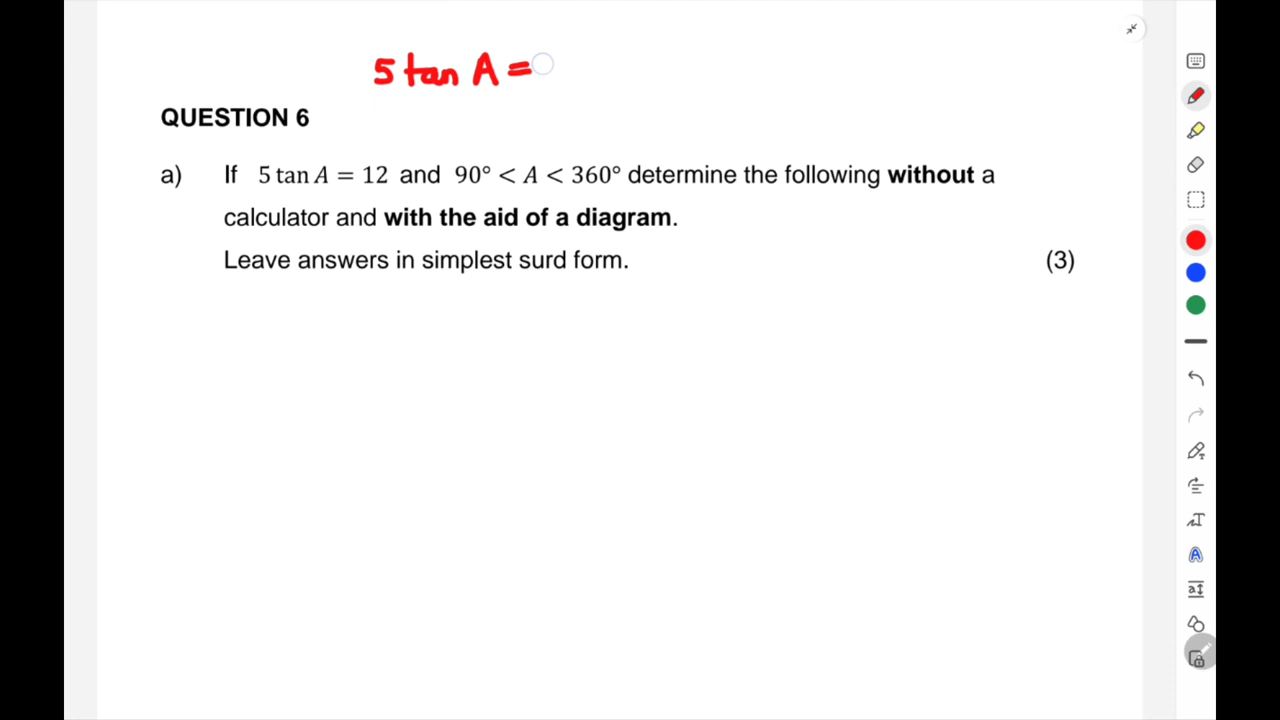 5 tan A =
QUESTION 6
a) If 5 tan A = 12 and 90° < A < 360° determine the following without a
calculator and with the aid of a diagram.
Leave answers in simplest surd form. (3)